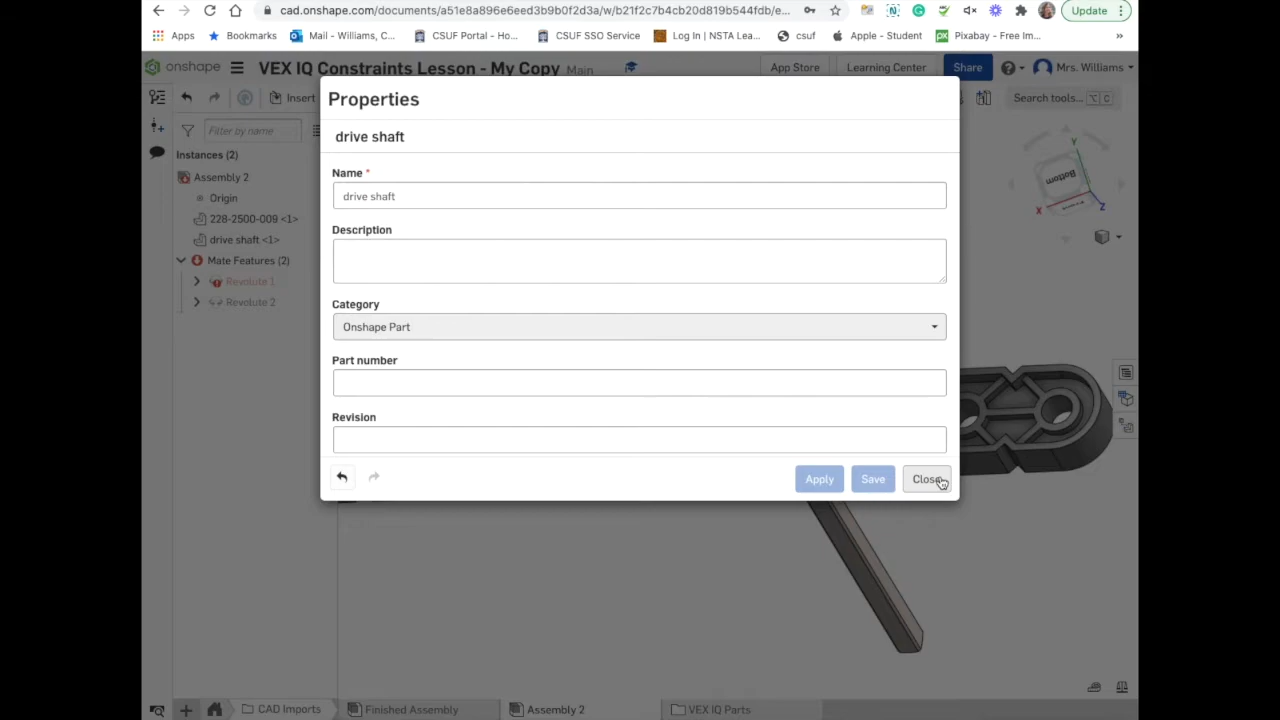 cad.onshape.com/documents/a51e8a896e6eed3b9b0f2d3a/w/b21f2c7b4cb20d819b544fdb/e...
Update
Apps
Bookmarks
Mail - Williams, C...
CSUF Portal - Ho...
CSUF SSO Service
Log In | NSTA Lea...
csuf
Apple - Student
Pixabay - Free Im...
»
onshape
VEX IQ Constraints Lesson - My Copy
Main
App Store
Learning Center
Share
Mrs. Williams
Insert
Search tools...
⌥ C
Properties
drive shaft
Name *
drive shaft
Description
Category
Onshape Part
Part number
Revision
Apply
Save
Close
Filter by name
Instances (2)
Assembly 2
Origin
228-2500-009 <1>
drive shaft <1>
Mate Features (2)
Revolute 1
Revolute 2
Y
Bottom
X
Z
CAD Imports
Finished Assembly
Assembly 2
VEX IQ Parts